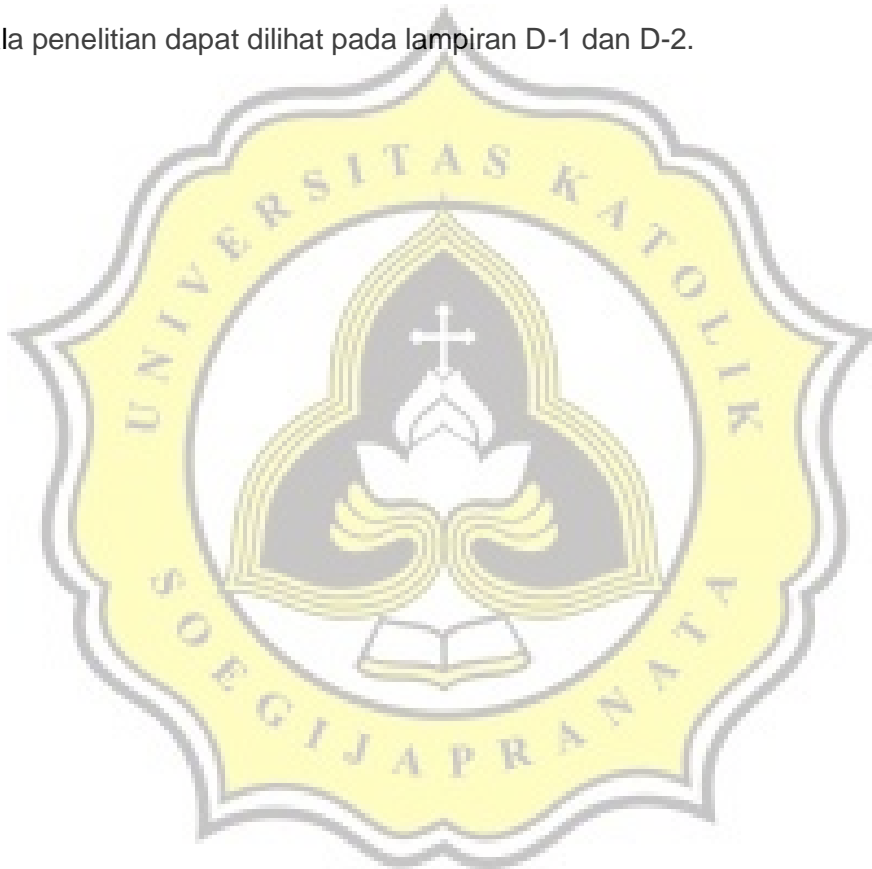 la penelitian dapat dilihat pada lampiran D-1 dan D-2.
UNIVERSITAS KATOLIK
SOEGIJAPRANATA